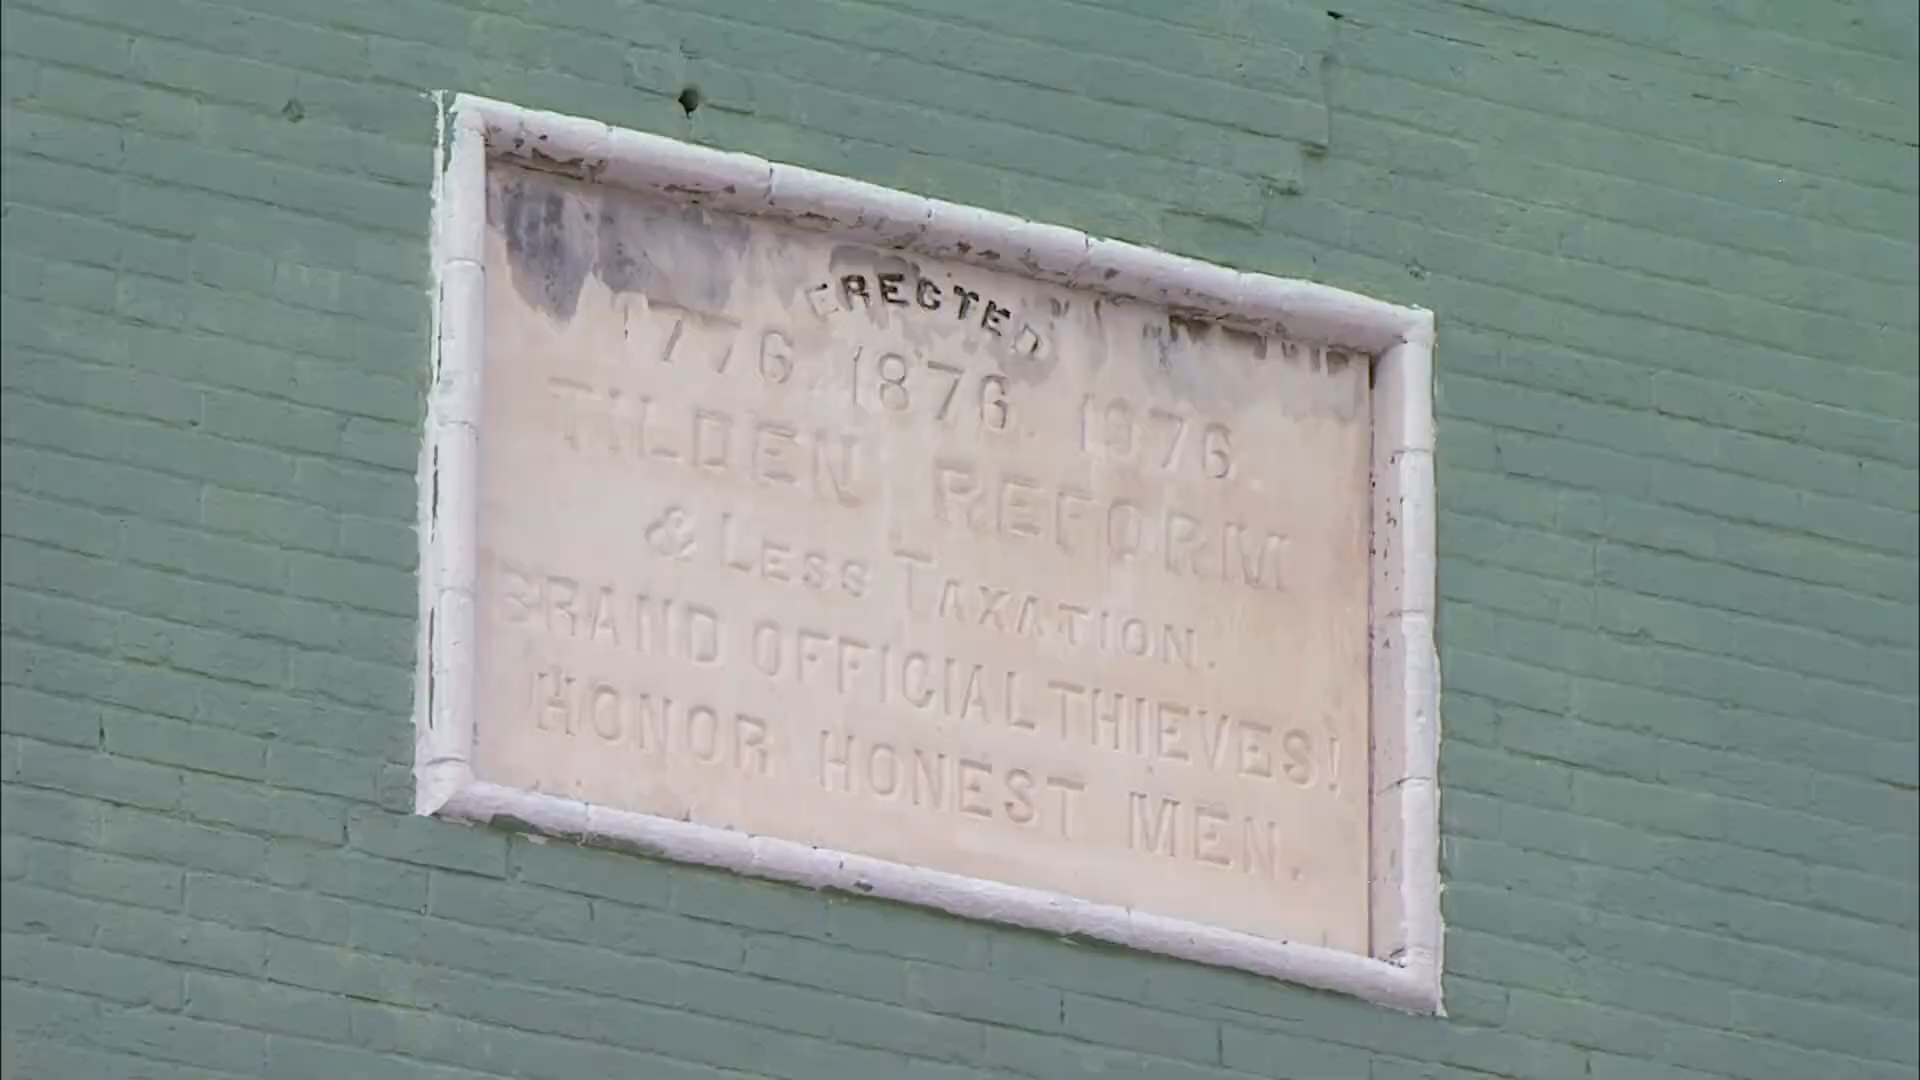 ERECTED
1776. 1876. 1976.
TILDEN REFORM
& LESS TAXATION.
BRAND OFFICIAL THIEVES!
HONOR HONEST MEN.